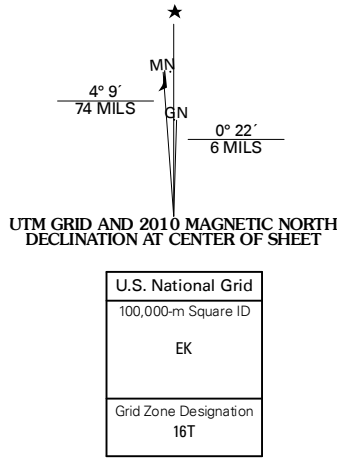 MN
GN
4° 9´
74 MILS
0° 22´
6 MILS
UTM GRID AND 2010 MAGNETIC NORTH
DECLINATION AT CENTER OF SHEET
U.S. National Grid
100,000-m Square ID
EK
Grid Zone Designation
16T